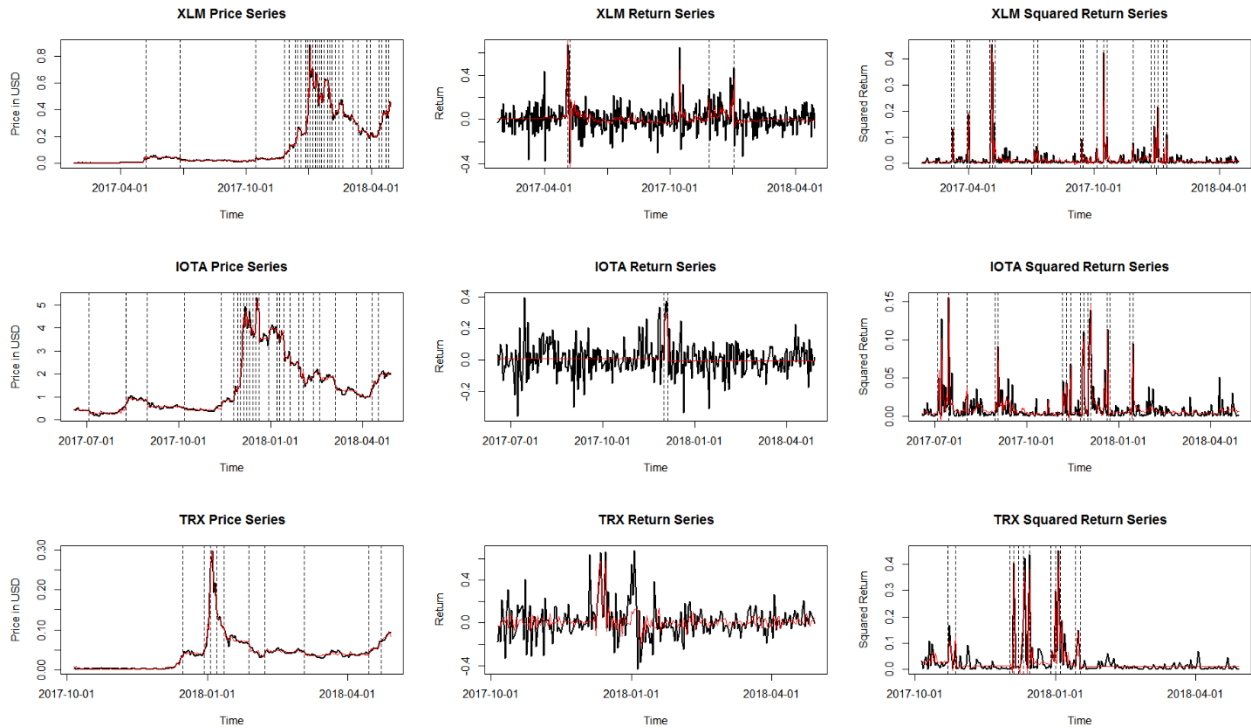 XLM Price Series
Price in USD
0.0 0.2 0.4 0.6 0.8
2017-04-01 2017-10-01 2018-04-01
Time
XLM Return Series
Return
-0.4 0.0 0.4
2017-04-01 2017-10-01 2018-04-01
Time
XLM Squared Return Series
Squared Return
0.0 0.1 0.2 0.3 0.4
2017-04-01 2017-10-01 2018-04-01
Time
IOTA Price Series
Price in USD
0 1 2 3 4 5
2017-07-01 2017-10-01 2018-01-01 2018-04-01
Time
IOTA Return Series
Return
-0.2 0.0 0.2 0.4
2017-07-01 2017-10-01 2018-01-01 2018-04-01
Time
IOTA Squared Return Series
Squared Return
0.00 0.05 0.10 0.15
2017-07-01 2017-10-01 2018-01-01 2018-04-01
Time
TRX Price Series
Price in USD
0.00 0.10 0.20 0.30
2017-10-01 2018-01-01 2018-04-01
Time
TRX Return Series
Return
-0.4 0.0 0.4
2017-10-01 2018-01-01 2018-04-01
Time
TRX Squared Return Series
Squared Return
0.0 0.1 0.2 0.3 0.4
2017-10-01 2018-01-01 2018-04-01
Time